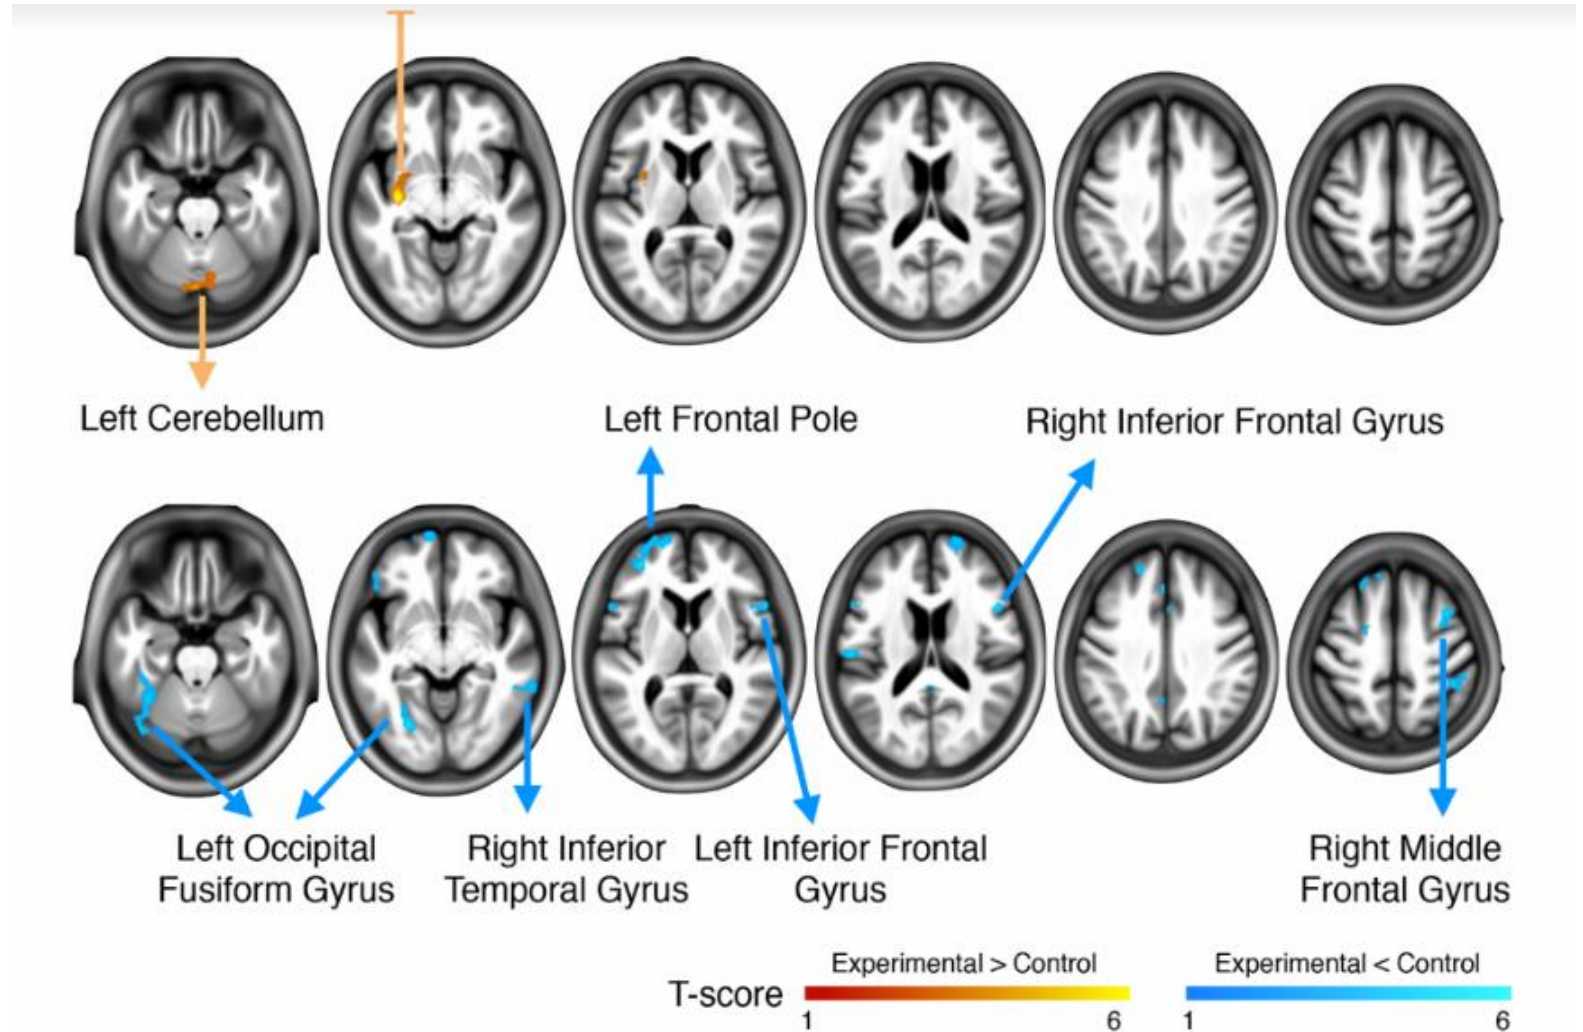 Left Cerebellum
Left Frontal Pole
Right Inferior Frontal Gyrus
Left Occipital
Fusiform Gyrus
Right Inferior
Temporal Gyrus
Left Inferior Frontal
Gyrus
Right Middle
Frontal Gyrus
T-score
Experimental > Control
1 6
Experimental < Control
1 6